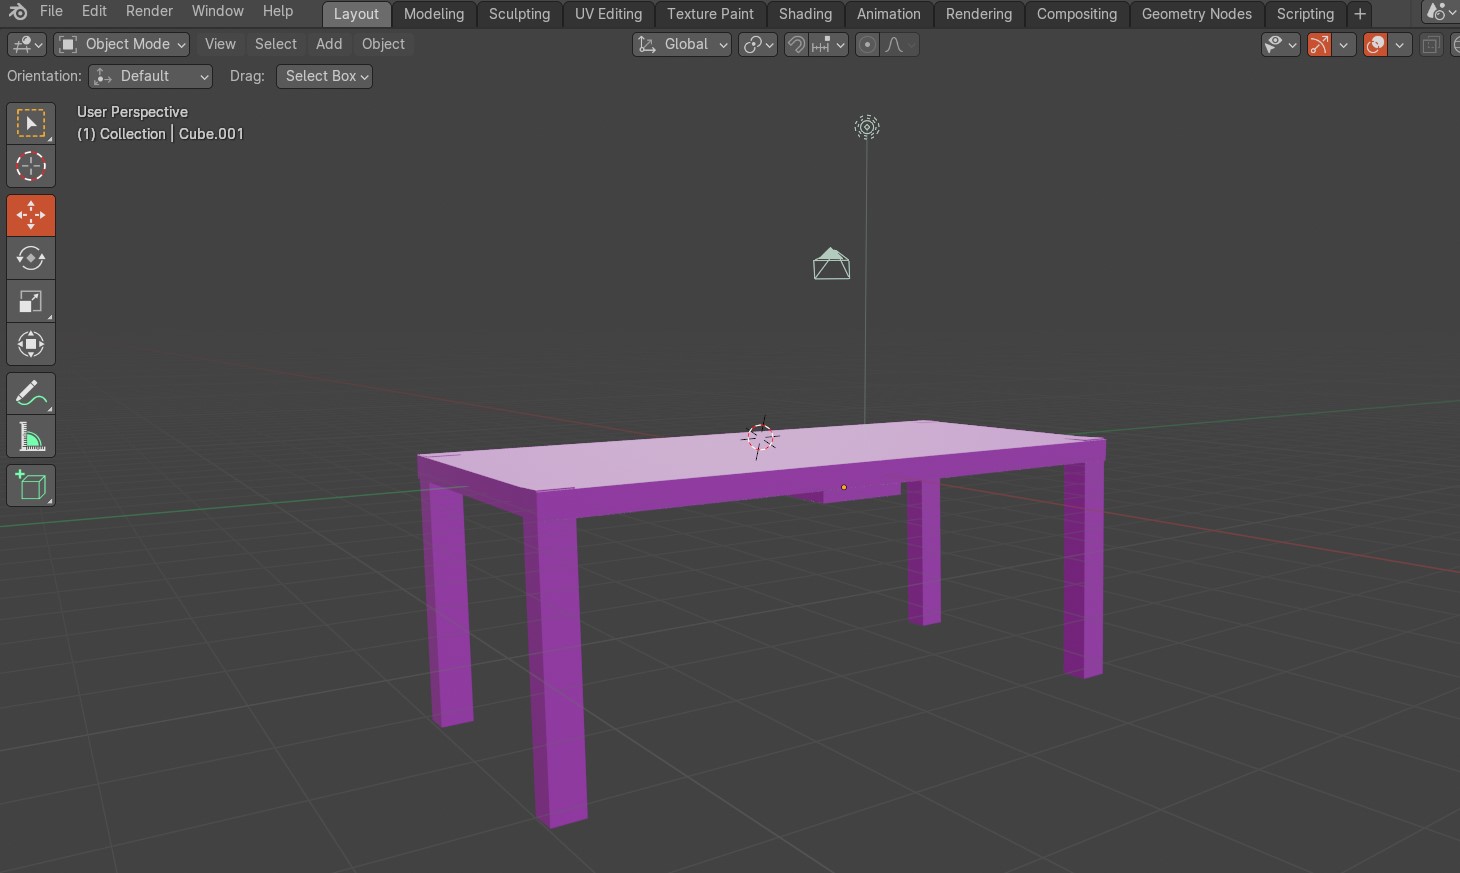 File Edit Render Window Help Layout Modeling Sculpting UV Editing Texture Paint Shading Animation Rendering Compositing Geometry Nodes Scripting +
Object Mode View Select Add Object Global
Orientation: Default Drag: Select Box
User Perspective
(1) Collection | Cube.001